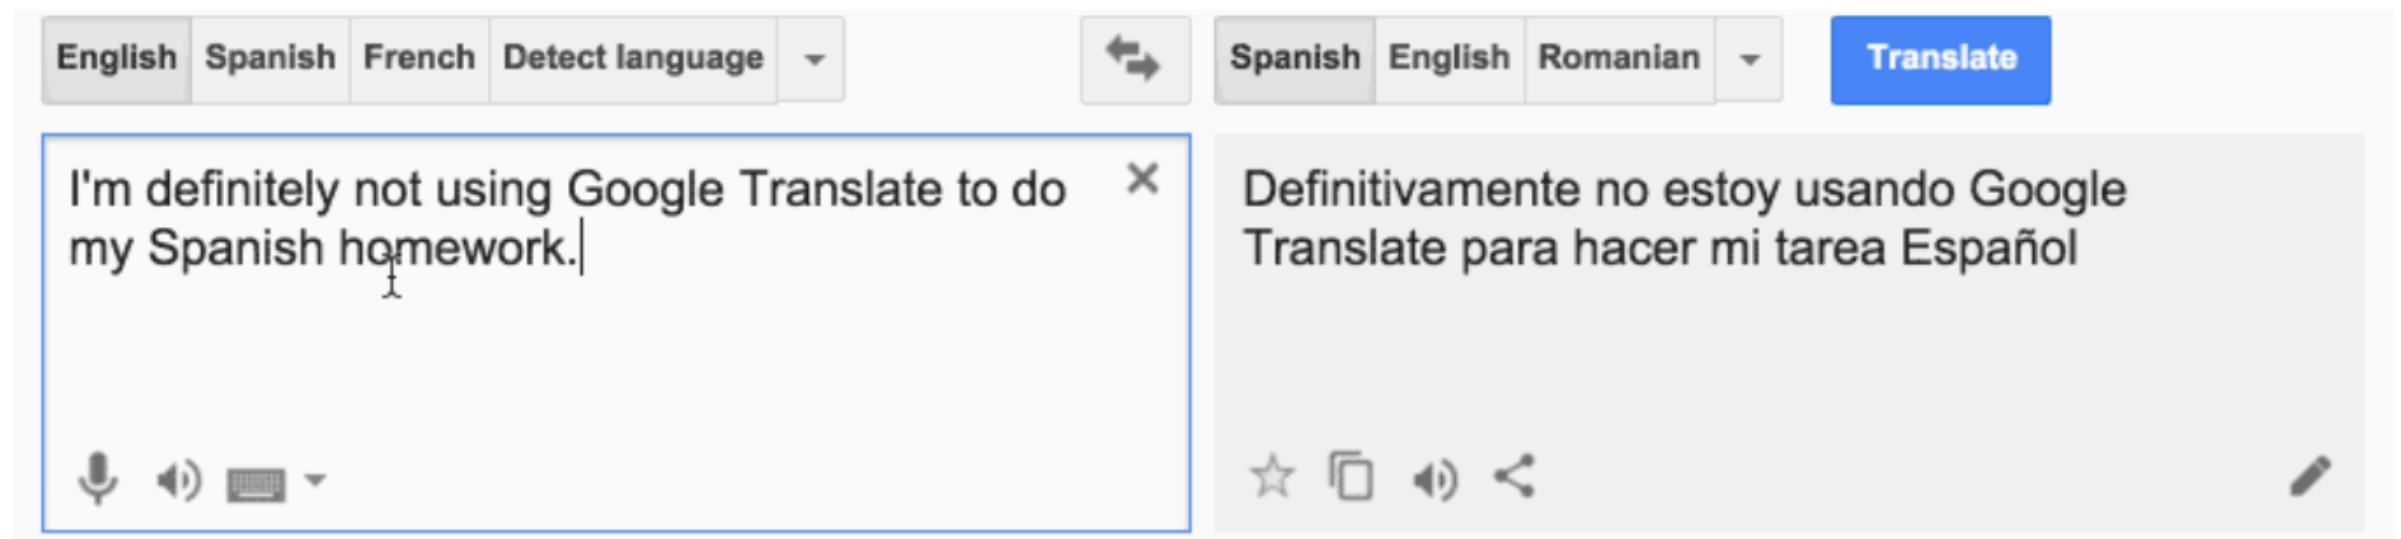 English Spanish French Detect language
Spanish English Romanian Translate
I'm definitely not using Google Translate to do
my Spanish homework.
Definitivamente no estoy usando Google
Translate para hacer mi tarea Español